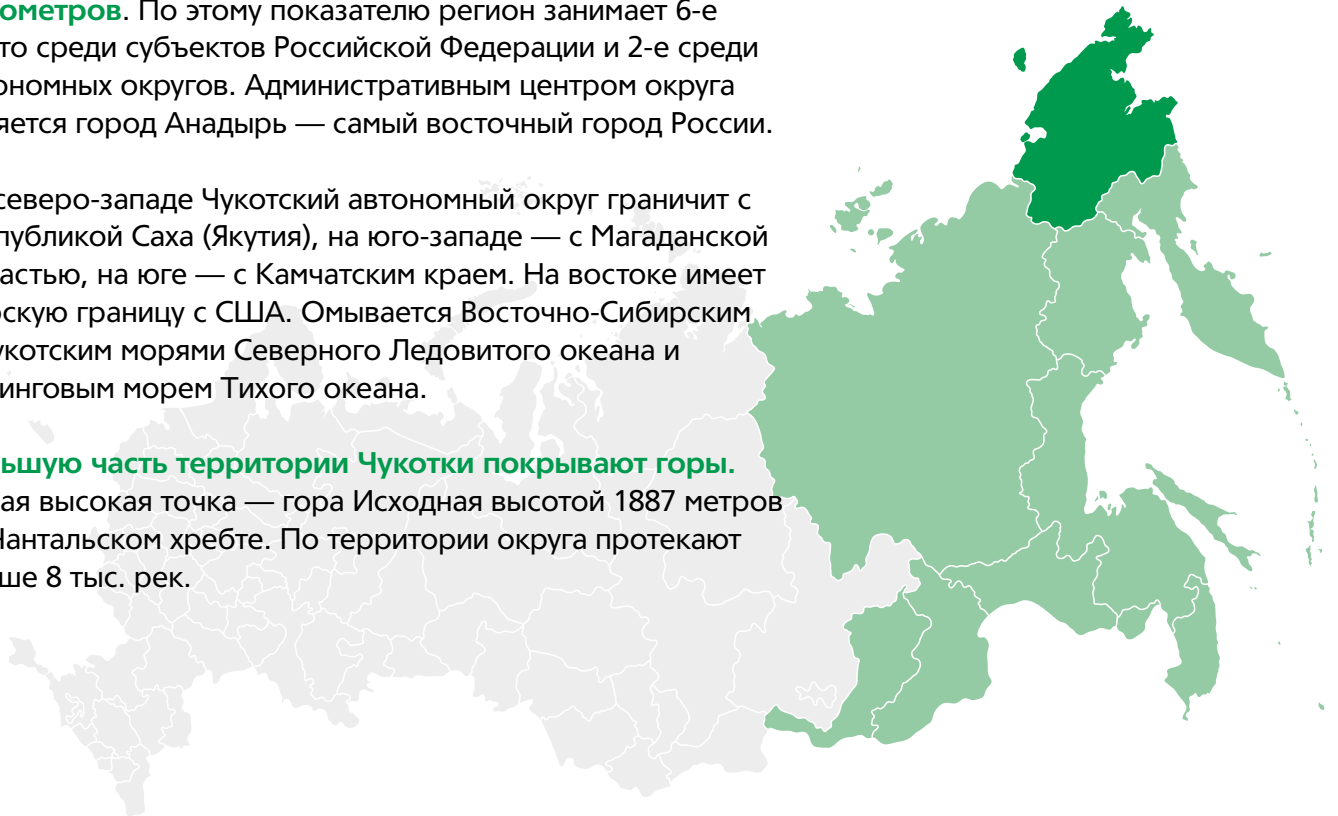 ометров. По этому показателю регион занимает 6-е
то среди субъектов Российской Федерации и 2-е среди
ономных округов. Административным центром округа
яется город Анадырь — самый восточный город России.
северо-западе Чукотский автономный округ граничит с
публикой Саха (Якутия), на юго-западе — с Магаданской
астью, на юге — с Камчатским краем. На востоке имеет
рскую границу с США. Омывается Восточно-Сибирским
укотским морями Северного Ледовитого океана и
инговым морем Тихого океана.
ьшую часть территории Чукотки покрывают горы.
ая высокая точка — гора Исходная высотой 1887 метров
Чантальском хребте. По территории округа протекают
ше 8 тыс. рек.